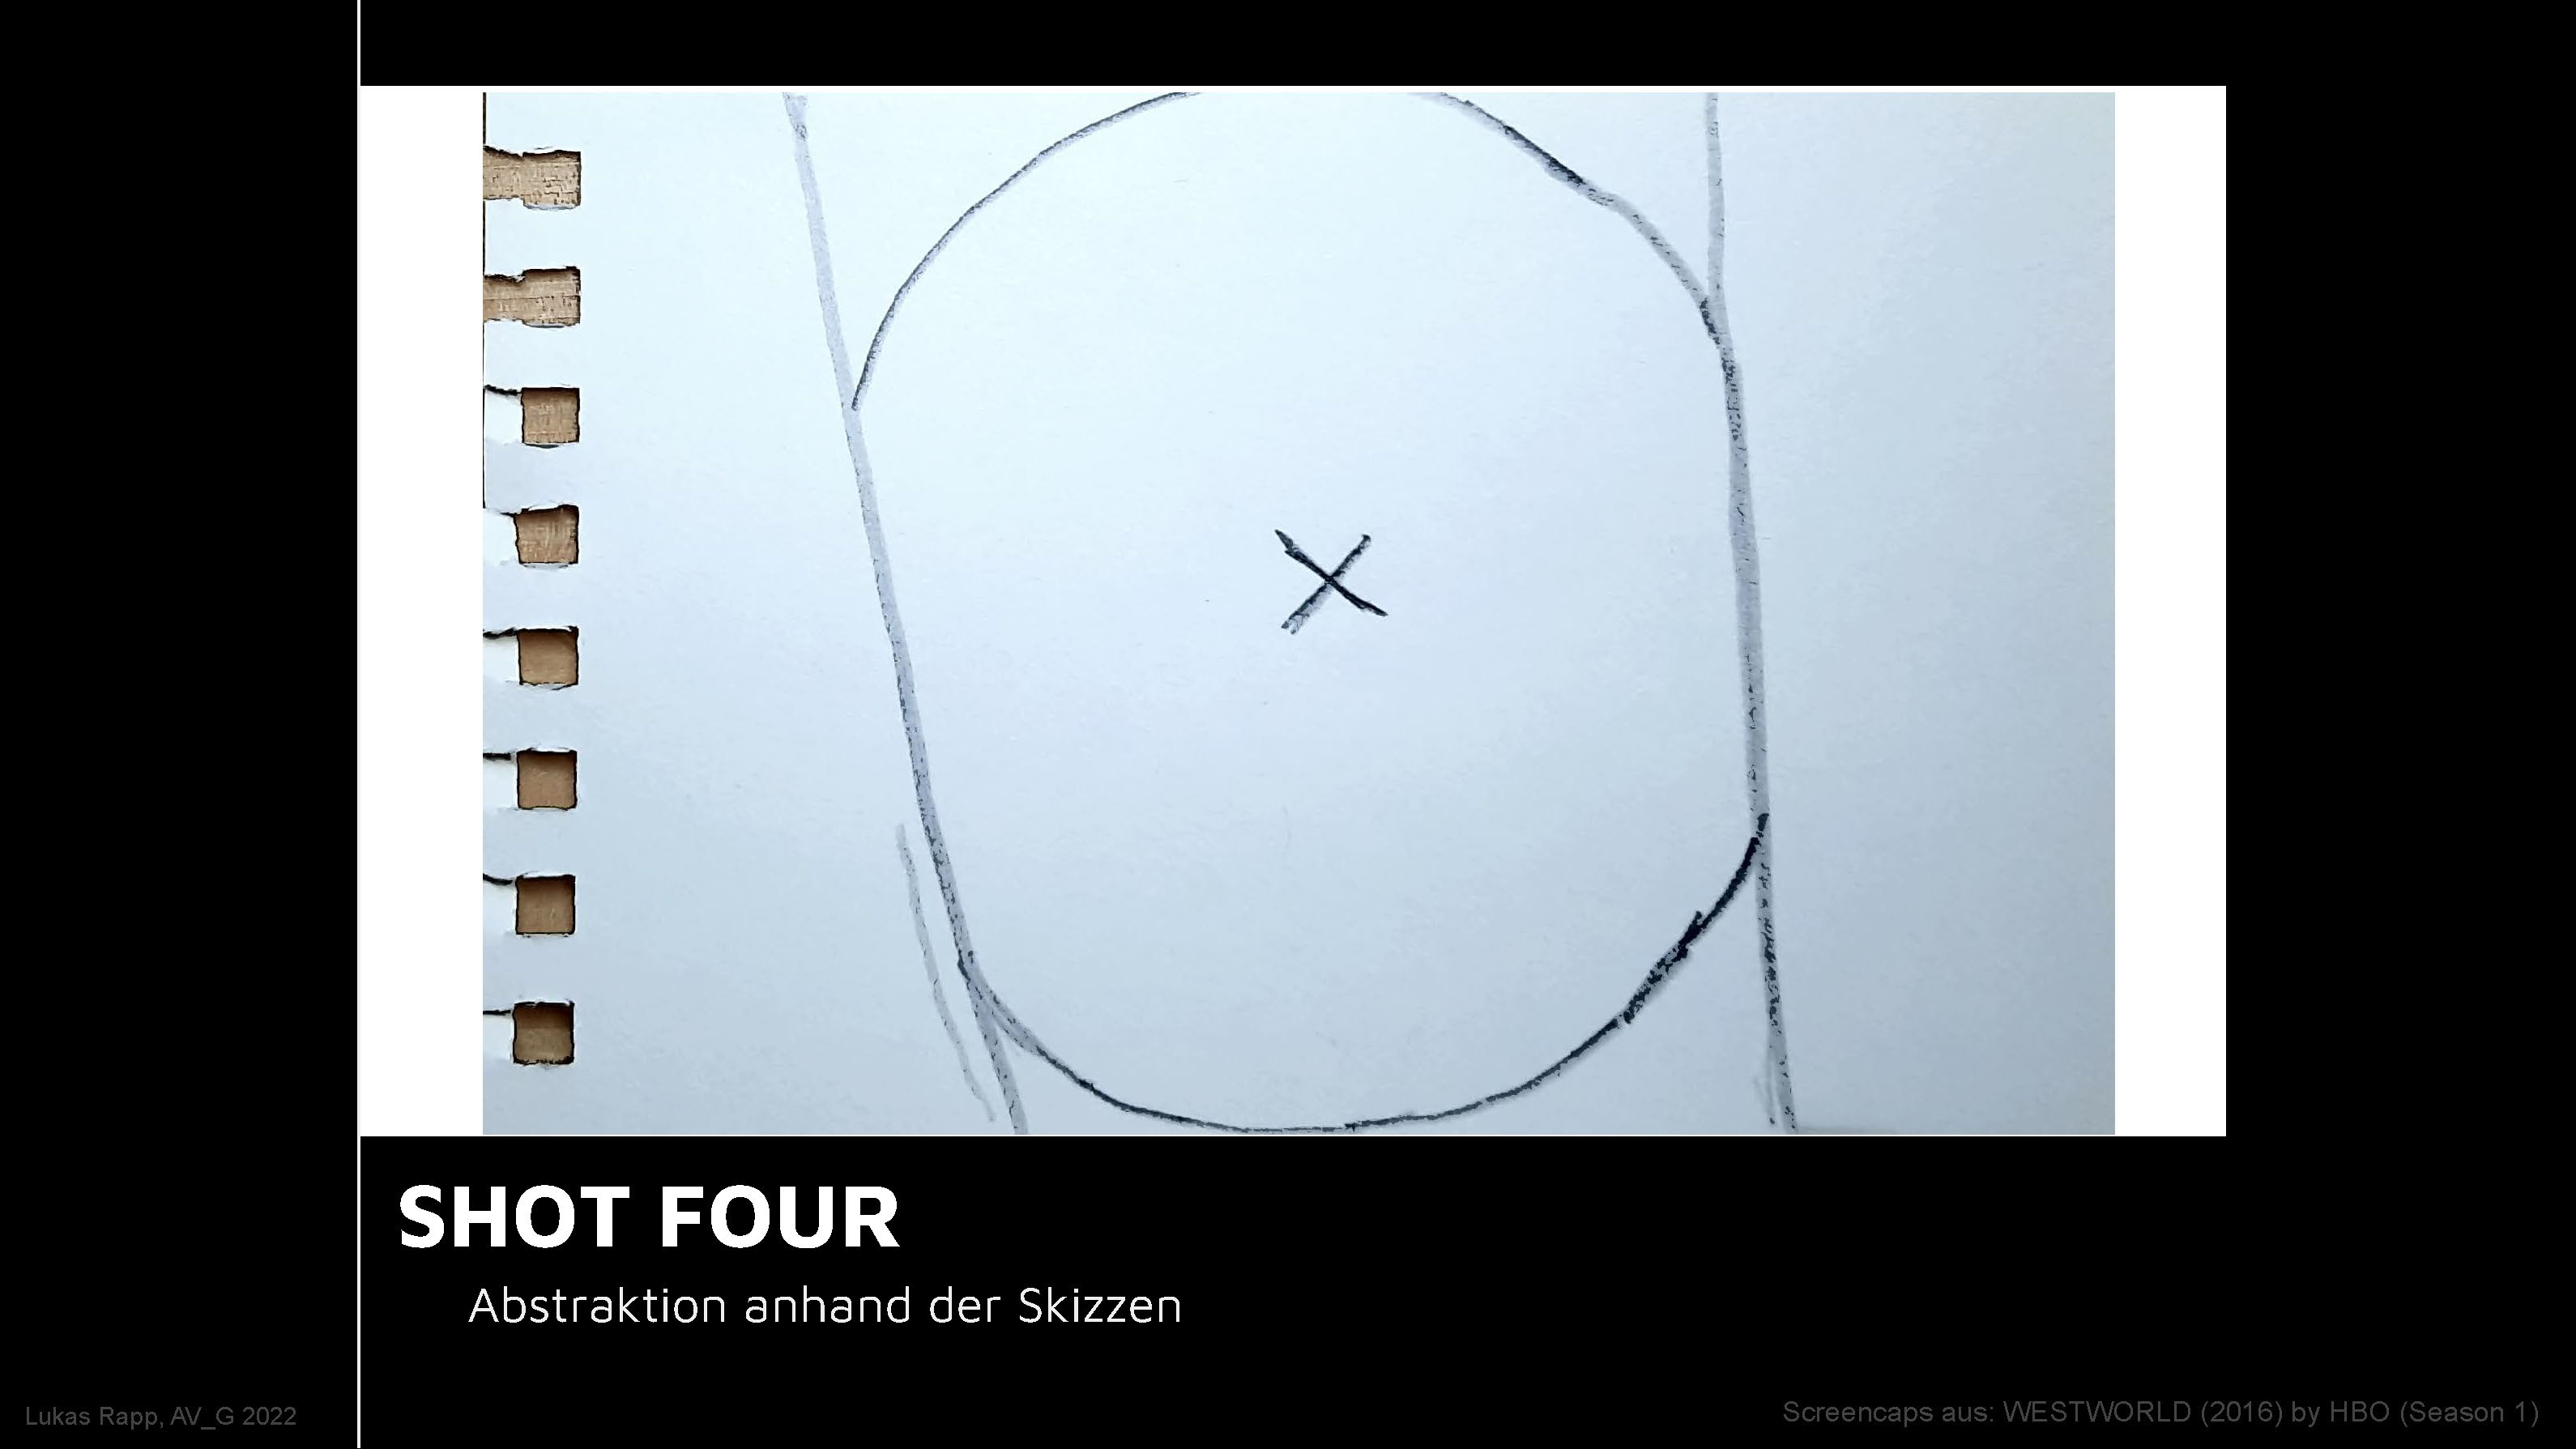 SHOT FOUR
Abstraktion anhand der Skizzen
Lukas Rapp, AV_G 2022
Screencaps aus: WESTWORLD (2016) by HBO (Season 1)